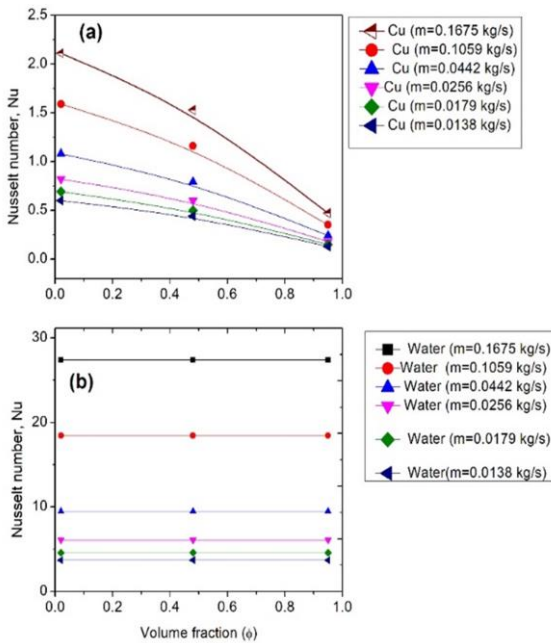 (a)
Nusselt number, Nu
2.5
2.0
1.5
1.0
0.5
0.0
0.0 0.2 0.4 0.6 0.8 1.0
Cu (m=0.1675 kg/s)
Cu (m=0.1059 kg/s)
Cu (m=0.0442 kg/s)
Cu (m=0.0256 kg/s)
Cu (m=0.0179 kg/s)
Cu (m=0.0138 kg/s)
(b)
Nusselt number, Nu
30
20
10
0
0.0 0.2 0.4 0.6 0.8 1.0
Volume fraction (ϕ)
Water (m=0.1675 kg/s)
Water (m=0.1059 kg/s)
Water (m=0.0442 kg/s)
Water (m=0.0256 kg/s)
Water (m=0.0179 kg/s)
Water(m=0.0138 kg/s)